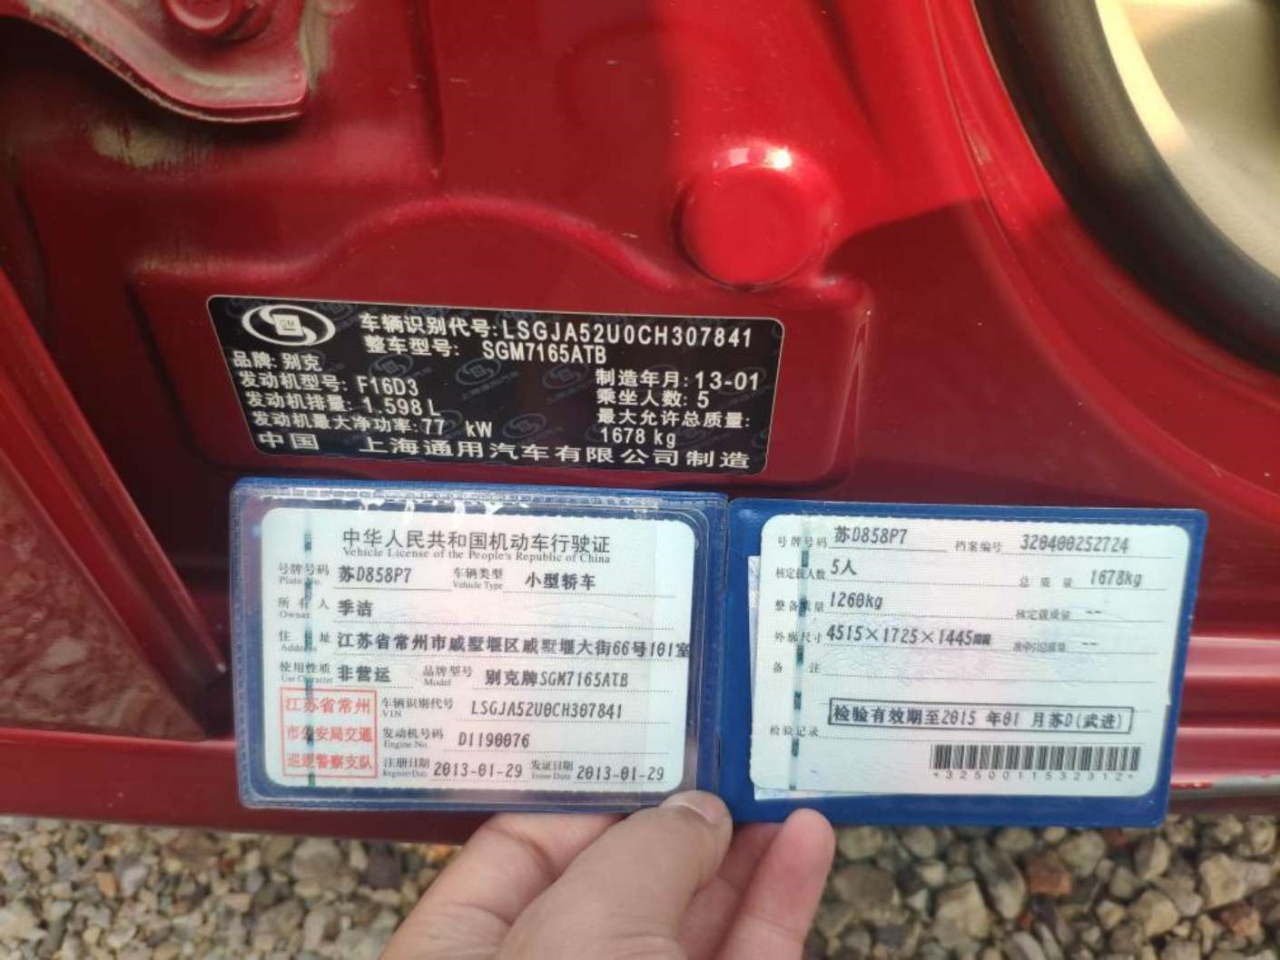 车辆识别代号:LSGJA52U0CH307841
整车型号: SGM7165ATB
品牌: 别克
发动机型号: F16D3
制造年月: 13-01
发动机排量: 1.598 L
乘坐人数: 5
发动机最大净功率: 77 kW
最大允许总质量: 1678 kg
中国 上海通用汽车有限公司制造
中华人民共和国机动车行驶证
Vehicle License of the People's Republic of China
号牌号码 苏D858P7 车辆类型 小型轿车
Plate No. Vehicle Type
所有人 季洁
Owner
住址 江苏省常州市戚墅堰区戚墅堰大街66号101室
Address
使用性质 非营运 品牌型号 别克牌SGM7165ATB
Use Character Model
江苏省常州
市公安局交通
巡逻警察支队
车辆识别代号 LSGJA52U0CH307841
VIN
发动机号码 D1190076
Engine No.
注册日期 2013-01-29 发证日期 2013-01-29
Register Date Issue Date
号牌号码 苏D858P7 档案编号 320400252724
核定载人数 5人 总质量 1678kg
整备质量 1260kg 核定载质量 --
外廓尺寸 4515×1725×1445mm 准牵引总质量 --
备注
检验有效期至2015年01月苏D(武进)
检验记录
*3250011532312*